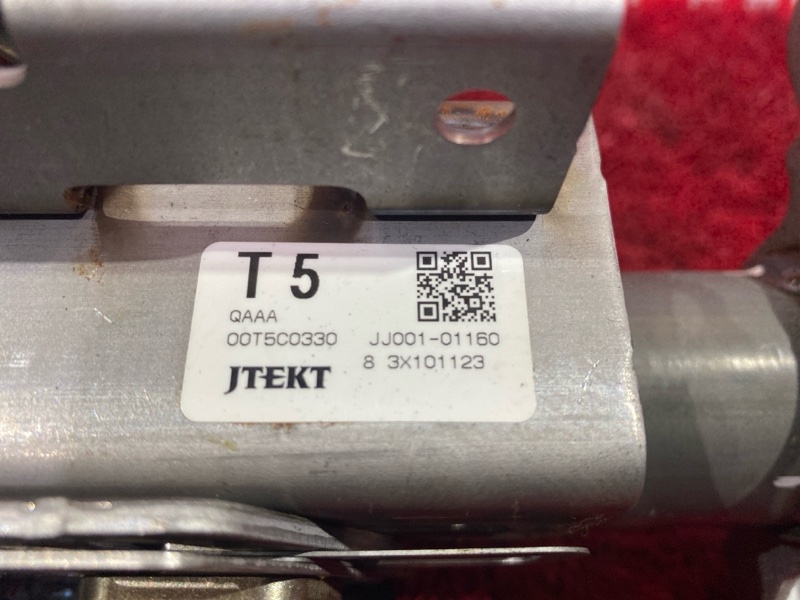 T 5
QAAA
00T5C0330 JJ001-01160
8 3X101123
JTEKT